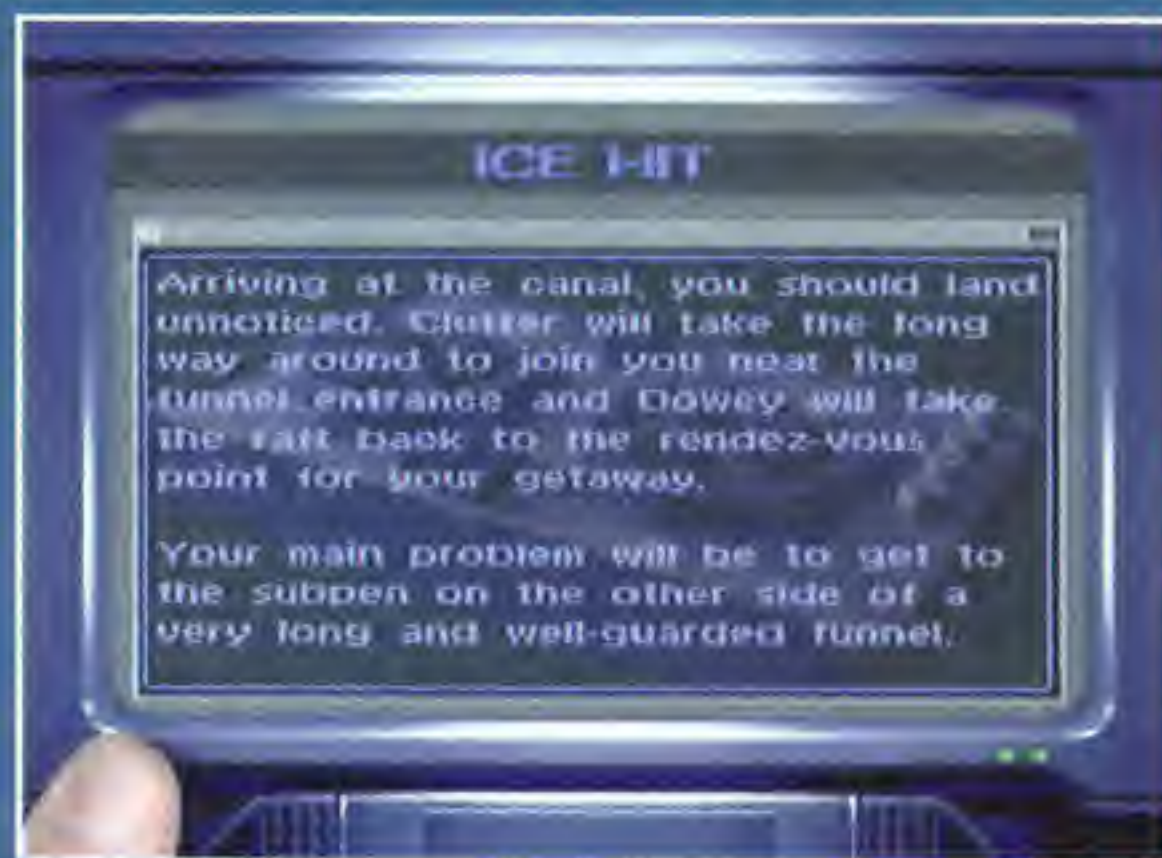 ICE HIT
Arriving at the canal, you should land
unnoticed. Clutter will take the long
way around to join you near the
tunnel entrance and Dowey will take
the raft back to the rendez-vous
point for your getaway.
Your main problem will be to get to
the subpen on the other side of a
very long and well-guarded tunnel.